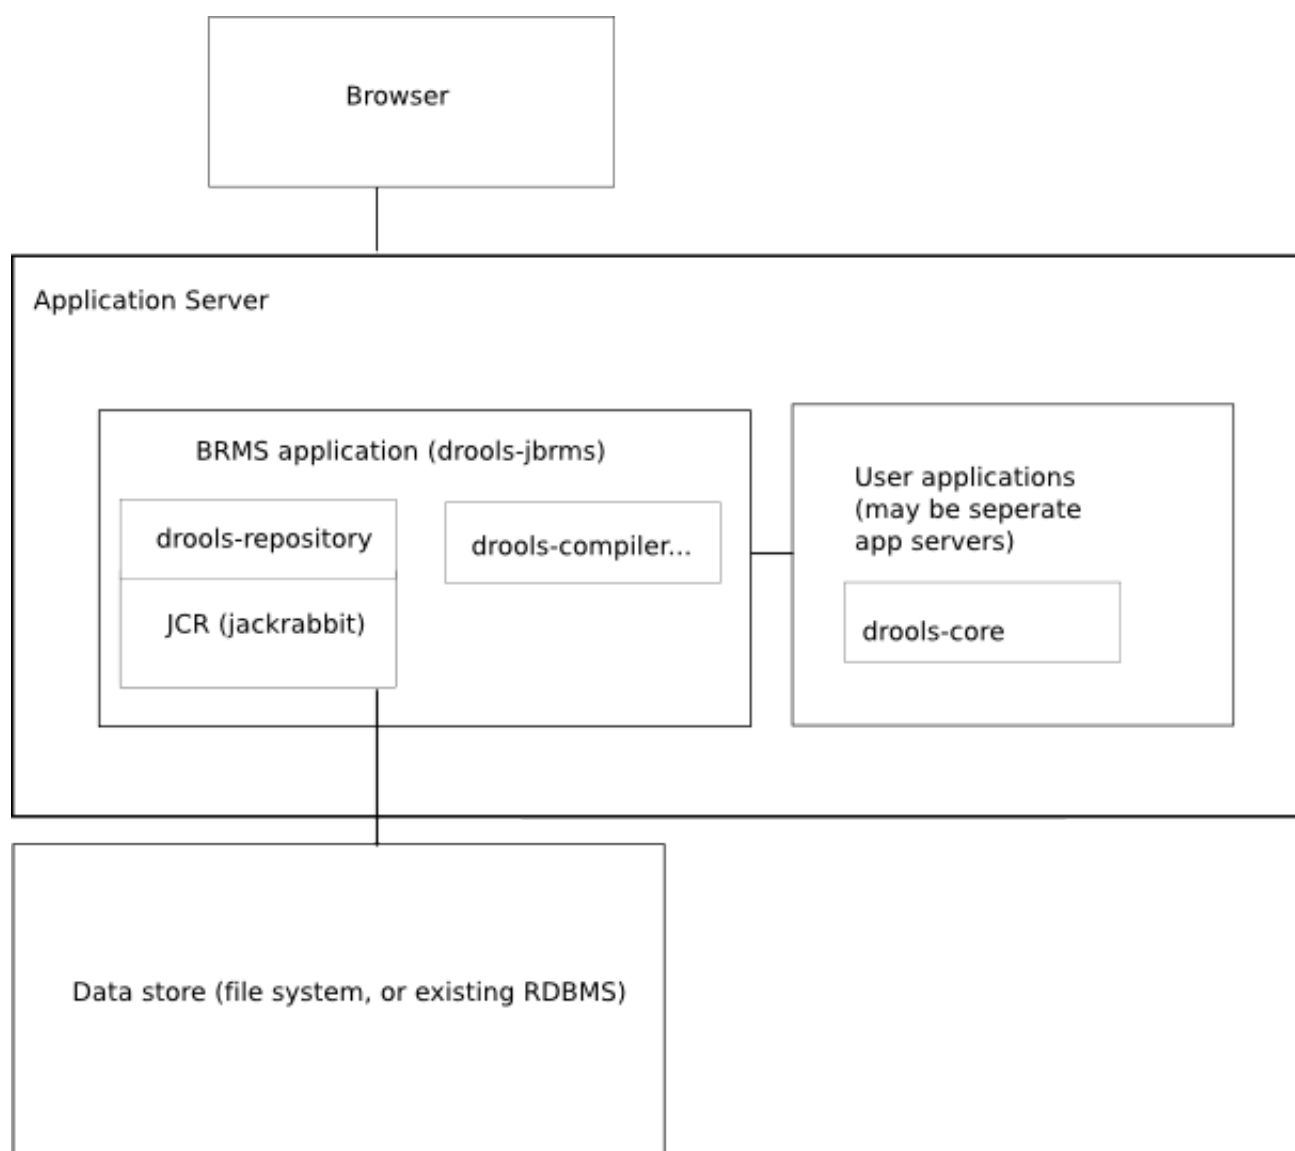 Browser
Application Server
BRMS application (drools-jbrms)
drools-repository
drools-compiler...
JCR (jackrabbit)
User applications
(may be seperate
app servers)
drools-core
Data store (file system, or existing RDBMS)